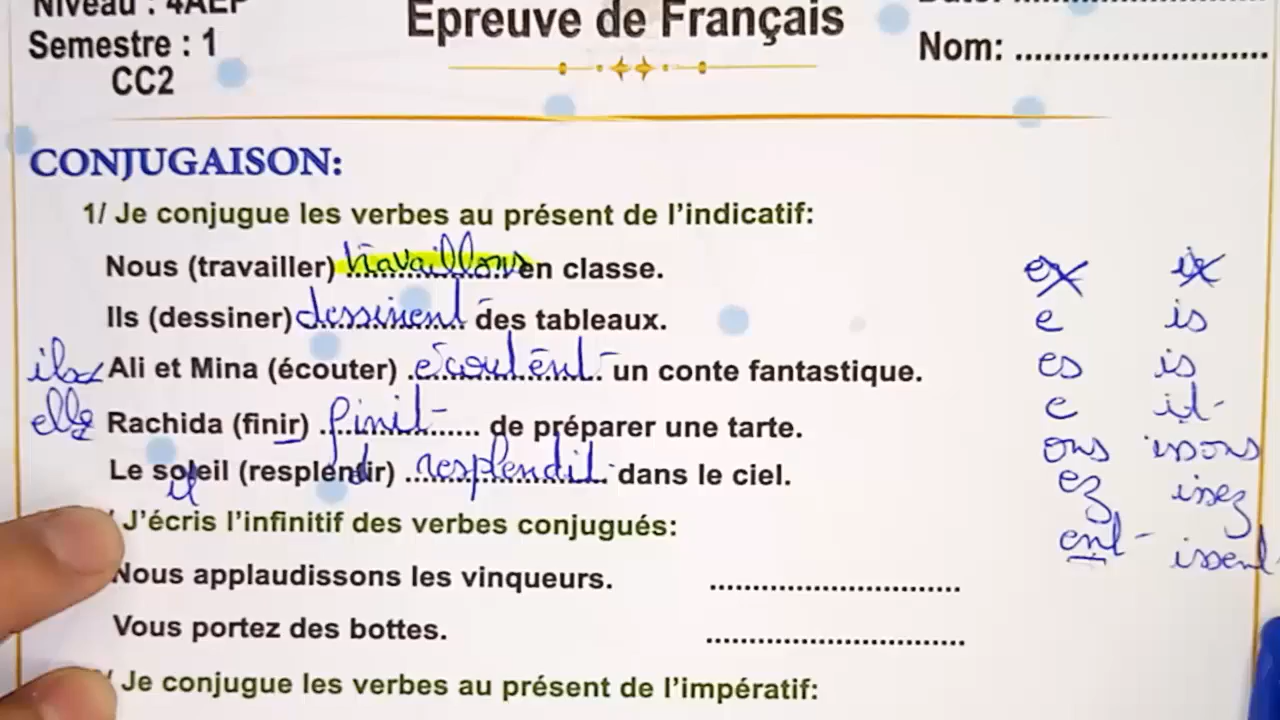 Niveau : 4AEP
Semestre : 1
CC2
Epreuve de Français
Nom: ........................
CONJUGAISON:
1/ Je conjugue les verbes au présent de l'indicatif:
Nous (travailler) travaillons en classe.
Ils (dessiner) dessinent des tableaux.
ils Ali et Mina (écouter) écoutent un conte fantastique.
elle Rachida (finir) finit de préparer une tarte.
Le soleil (resplendir) resplendit dans le ciel.
il
J'écris l'infinitif des verbes conjugués:
Nous applaudissons les vinqueurs. ........................
Vous portez des bottes. ........................
Je conjugue les verbes au présent de l'impératif:
er ir
e is
es is
e it
ons issons
ez issez
ent issent